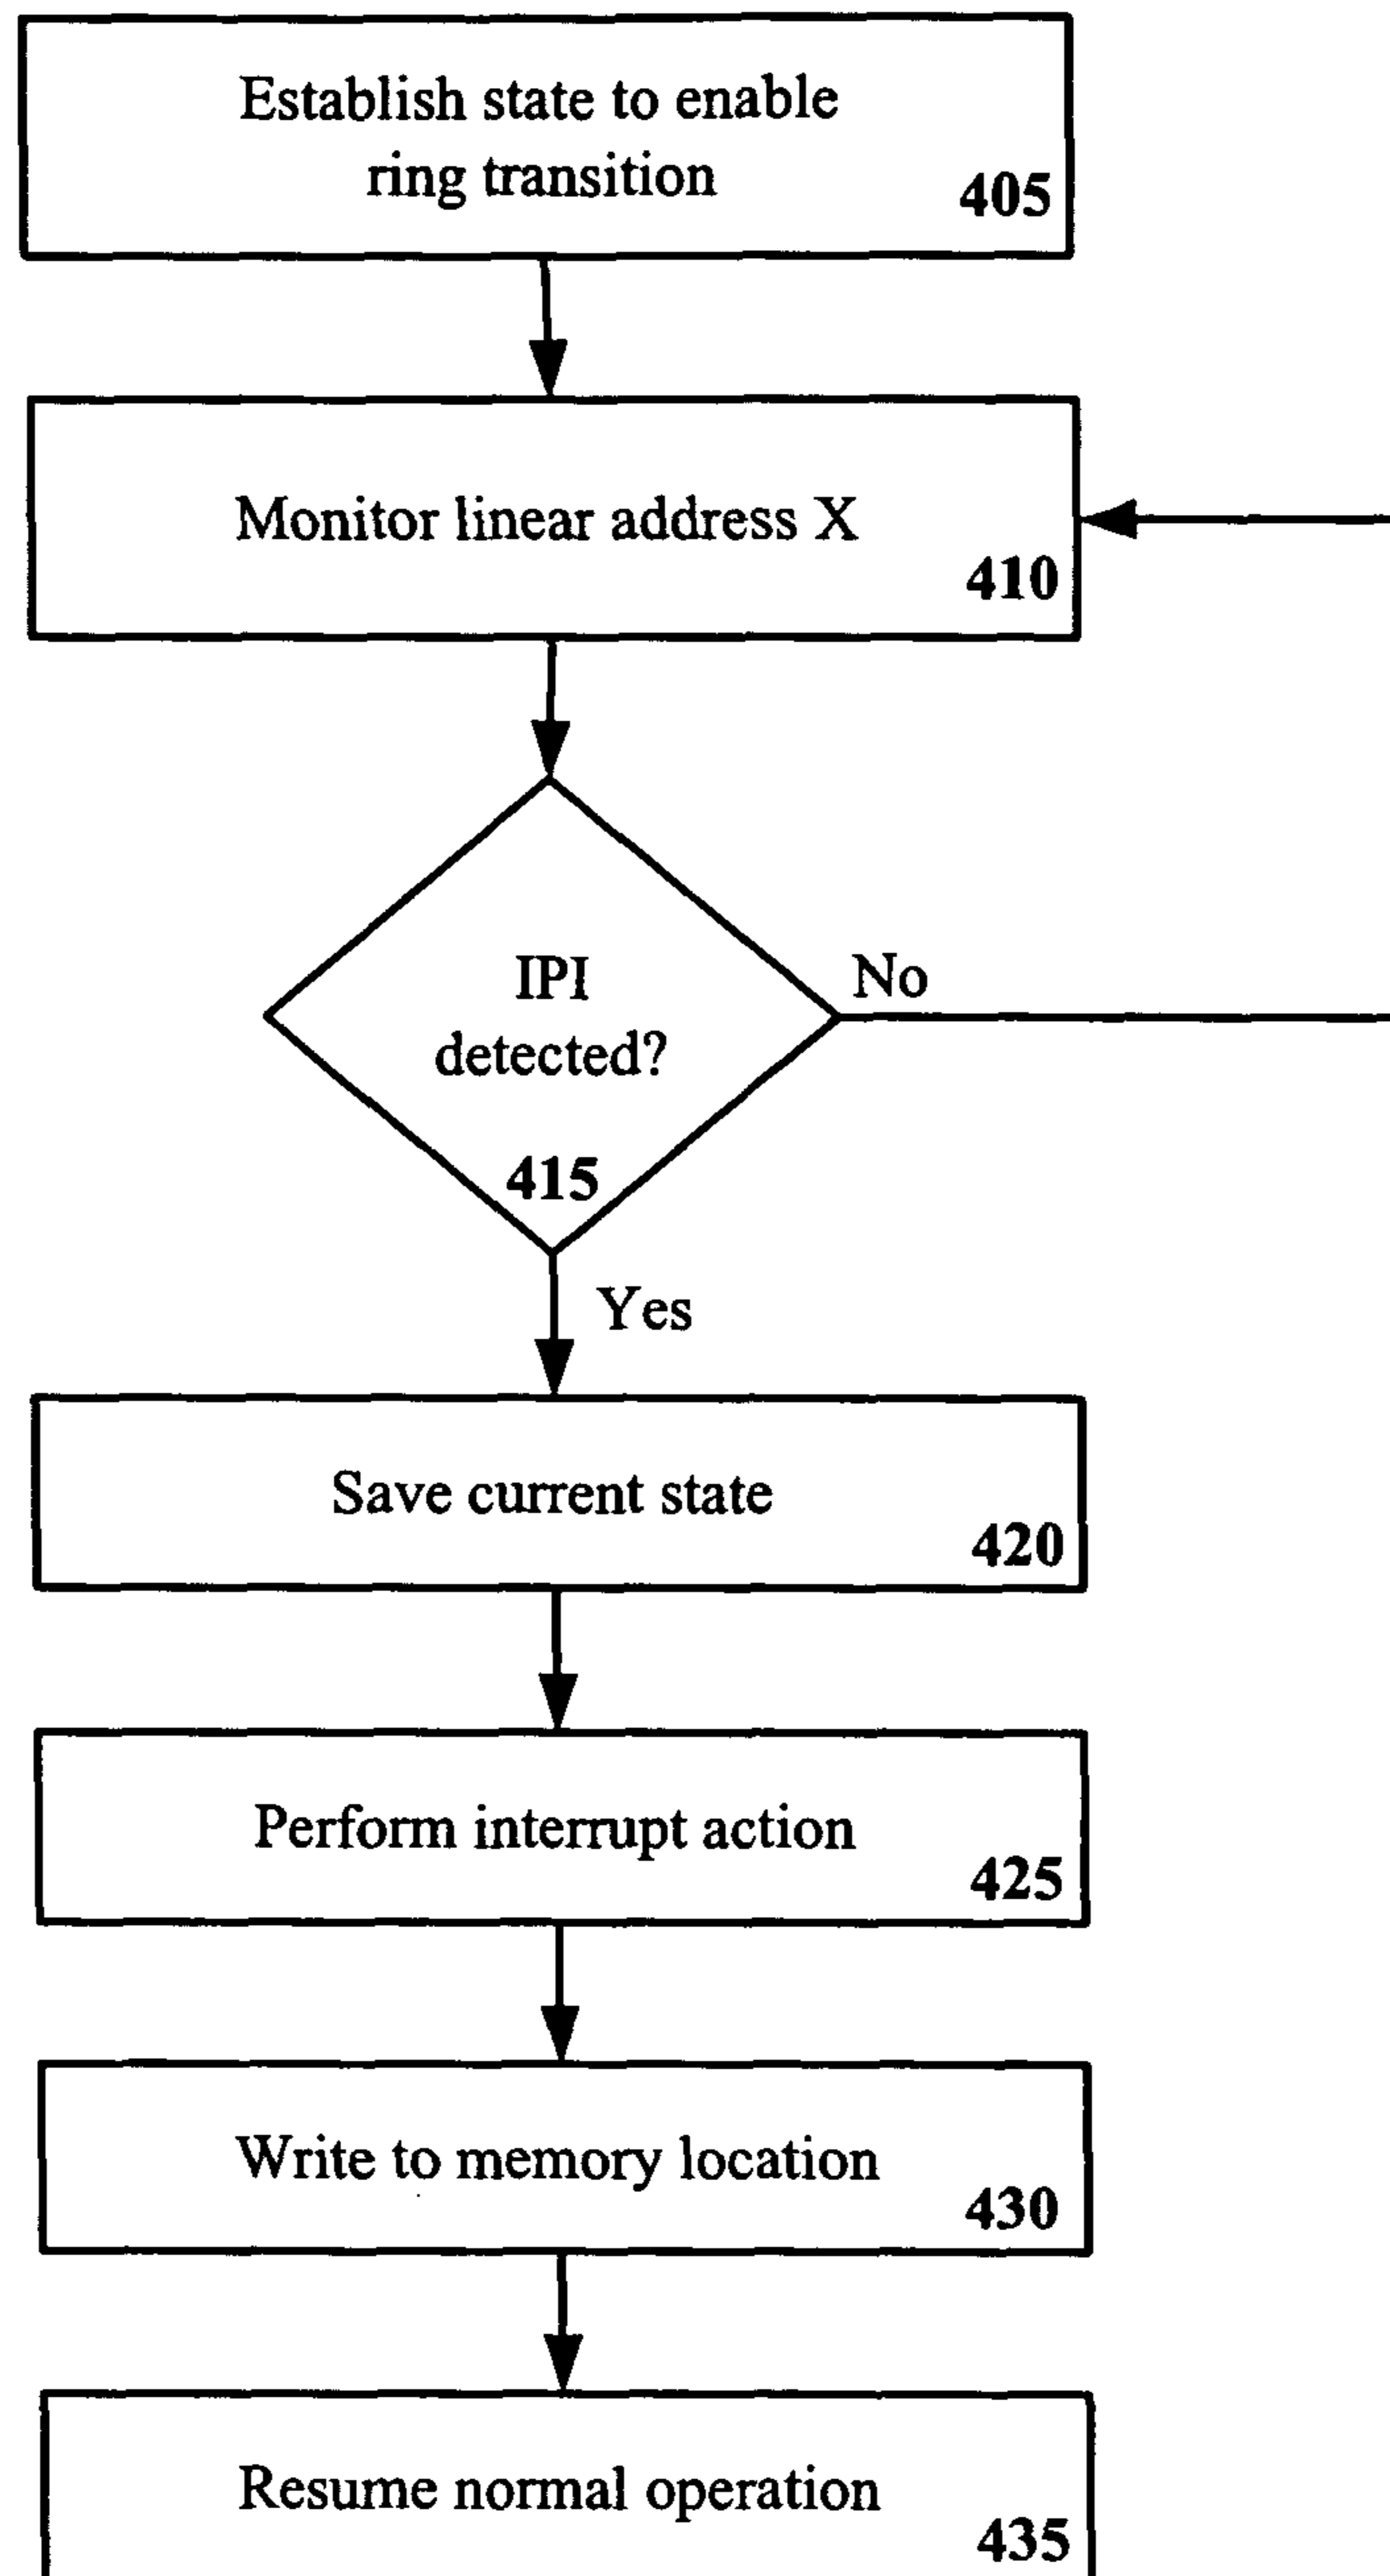 Establish state to enable
ring transition
405
Monitor linear address X
410
IPI
detected?
No
415
Yes
Save current state
420
Perform interrupt action
425
Write to memory location
430
Resume normal operation
435